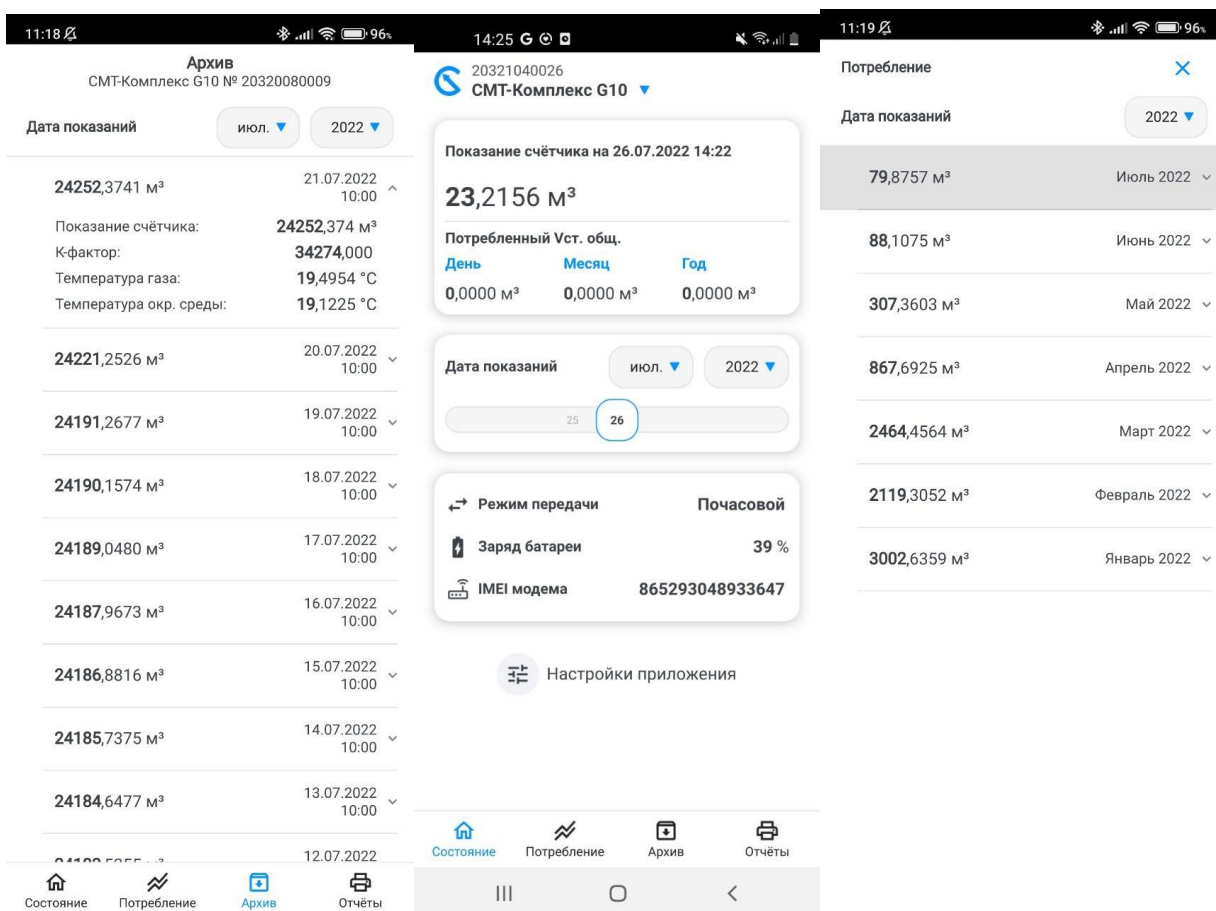 11:18
96%
Архив
СМТ-Комплекс G10 № 20320080009
Дата показаний июл. 2022
24252,3741 м³ 21.07.2022 10:00
Показание счётчика: 24252,374 м³
К-фактор: 34274,000
Температура газа: 19,4954 °C
Температура окр. среды: 19,1225 °C
24221,2526 м³ 20.07.2022 10:00
24191,2677 м³ 19.07.2022 10:00
24190,1574 м³ 18.07.2022 10:00
24189,0480 м³ 17.07.2022 10:00
24187,9673 м³ 16.07.2022 10:00
24186,8816 м³ 15.07.2022 10:00
24185,7375 м³ 14.07.2022 10:00
24184,6477 м³ 13.07.2022 10:00
12.07.2022
Состояние Потребление Архив Отчёты
14:25 G
20321040026
СМТ-Комплекс G10
Показание счётчика на 26.07.2022 14:22
23,2156 м³
Потребленный Vст. общ.
День Месяц Год
0,0000 м³ 0,0000 м³ 0,0000 м³
Дата показаний июл. 2022
25 26
Режим передачи Почасовой
Заряд батареи 39 %
IMEI модема 865293048933647
Настройки приложения
Состояние Потребление Архив Отчёты
11:19
96%
Потребление
Дата показаний 2022
79,8757 м³ Июль 2022
88,1075 м³ Июнь 2022
307,3603 м³ Май 2022
867,6925 м³ Апрель 2022
2464,4564 м³ Март 2022
2119,3052 м³ Февраль 2022
3002,6359 м³ Январь 2022